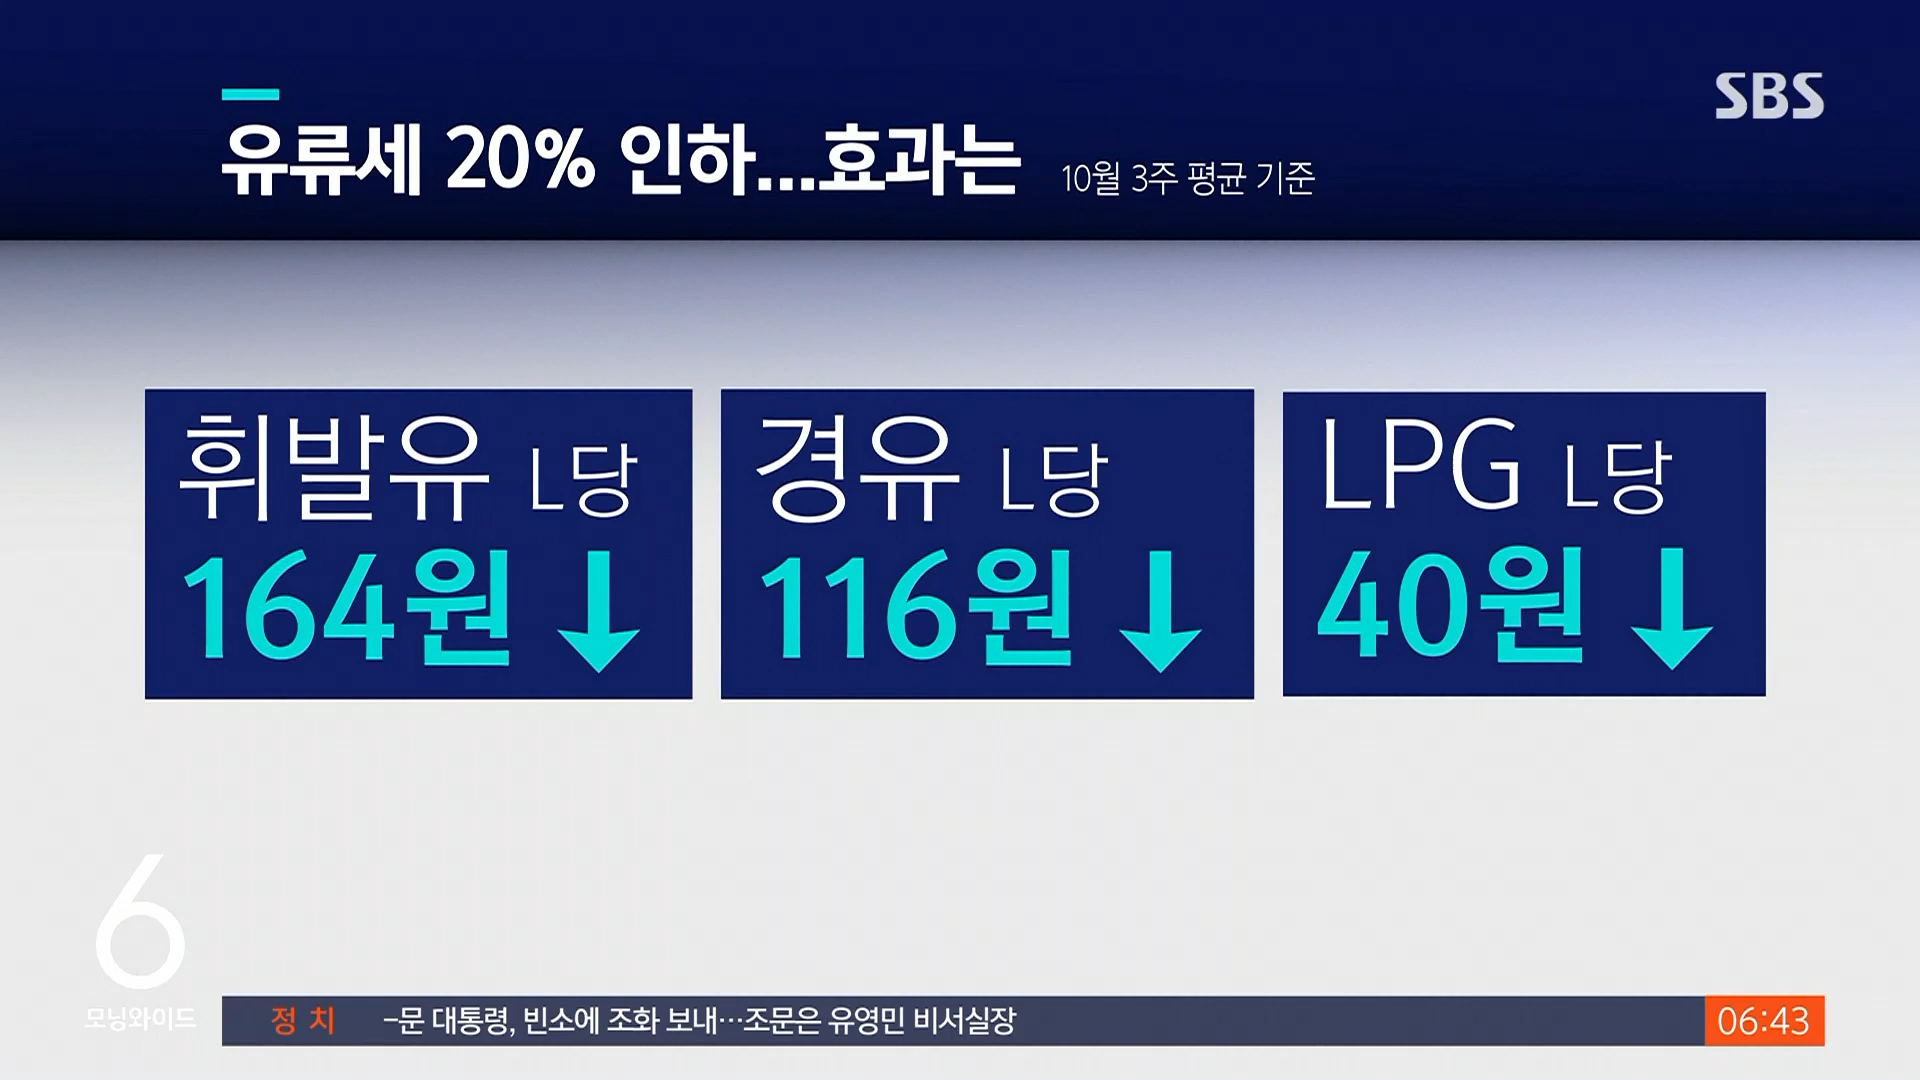 SBS
유류세 20% 인하...효과는 10월 3주 평균 기준
휘발유 L당
164원 ↓
경유 L당
116원 ↓
LPG L당
40원 ↓
6
모닝와이드
정 치 -문 대통령, 빈소에 조화 보내…조문은 유영민 비서실장
06:43